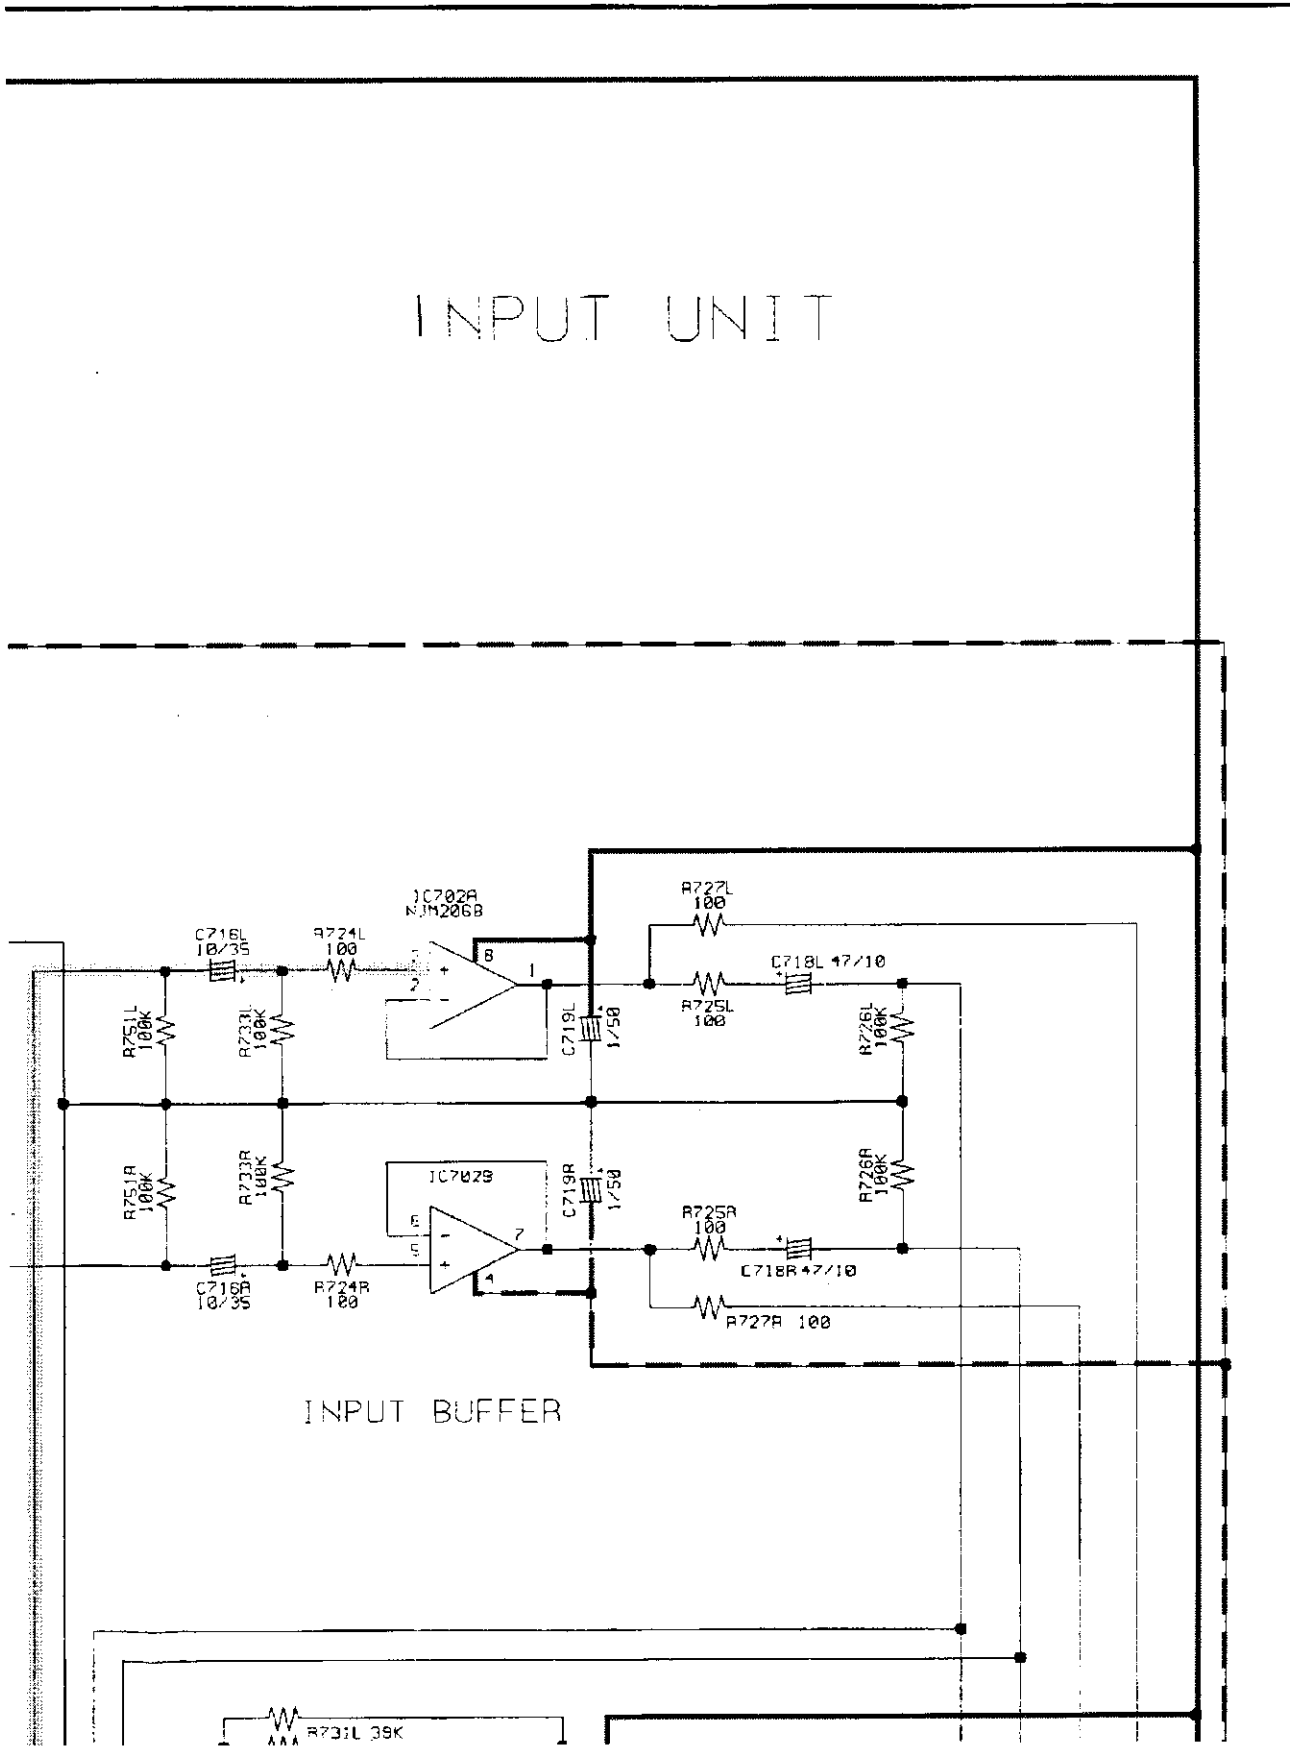 INPUT UNIT
IC702A
NJM2068
C716L
10/35
R724L
100
R727L
100
8
1
2
+
-
C718L 47/10
R725L
100
R751L
100K
R733L
100K
C719L
1/50
R726L
100K
R751R
100K
R733R
100K
IC702B
C719R
1/50
R726R
100K
6
5
-
+
7
4
R725R
100
C716R
10/35
R724R
100
C718R 47/10
R727R 100
INPUT BUFFER
R731L 39K